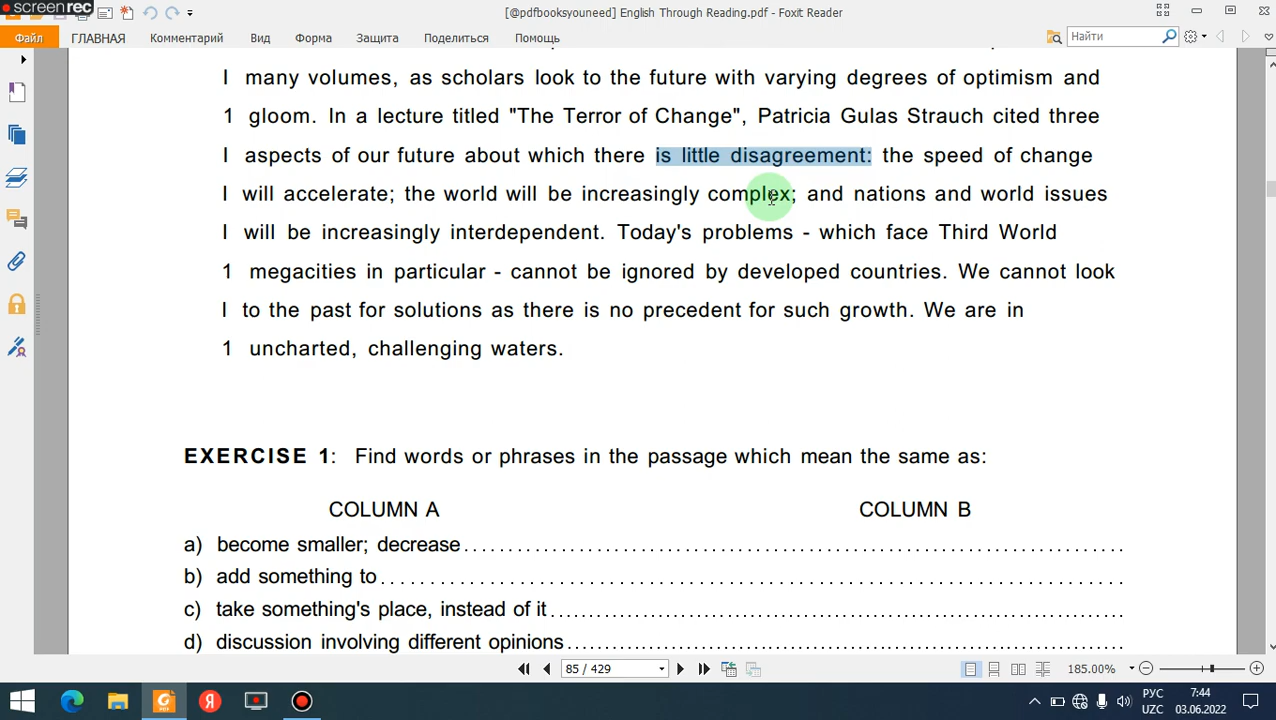 screenrec
[@pdfbooksyouneed] English Through Reading.pdf - Foxit Reader
Файл ГЛАВНАЯ Комментарий Вид Форма Защита Поделиться Помощь Найти
I many volumes, as scholars look to the future with varying degrees of optimism and
1 gloom. In a lecture titled "The Terror of Change", Patricia Gulas Strauch cited three
I aspects of our future about which there is little disagreement: the speed of change
I will accelerate; the world will be increasingly complex; and nations and world issues
I will be increasingly interdependent. Today's problems - which face Third World
1 megacities in particular - cannot be ignored by developed countries. We cannot look
I to the past for solutions as there is no precedent for such growth. We are in
1 uncharted, challenging waters.
EXERCISE 1: Find words or phrases in the passage which mean the same as:
COLUMN A COLUMN B
a) become smaller; decrease
b) add something to
c) take something's place, instead of it
d) discussion involving different opinions
85 / 429 185.00%
РУС 7:44
UZC 03.06.2022